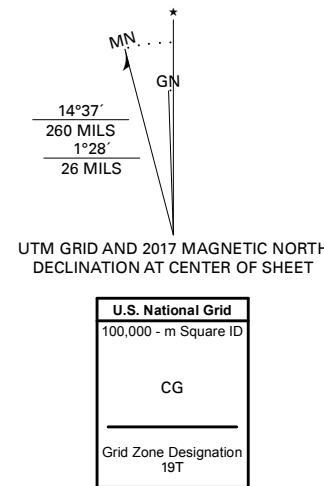 ★
MN
GN
14°37´
260 MILS
1°28´
26 MILS
UTM GRID AND 2017 MAGNETIC NORTH
DECLINATION AT CENTER OF SHEET
U.S. National Grid
100,000 - m Square ID
CG
Grid Zone Designation
19T